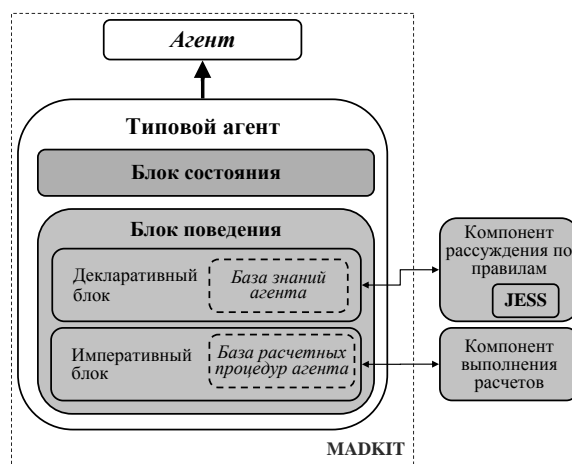 Агент
Типовой агент
Блок состояния
Блок поведения
Декларативный
блок
База знаний
агента
Императивный
блок
База расчетных
процедур агента
Компонент
рассуждения по
правилам
JESS
Компонент
выполнения
расчетов
MADKIT